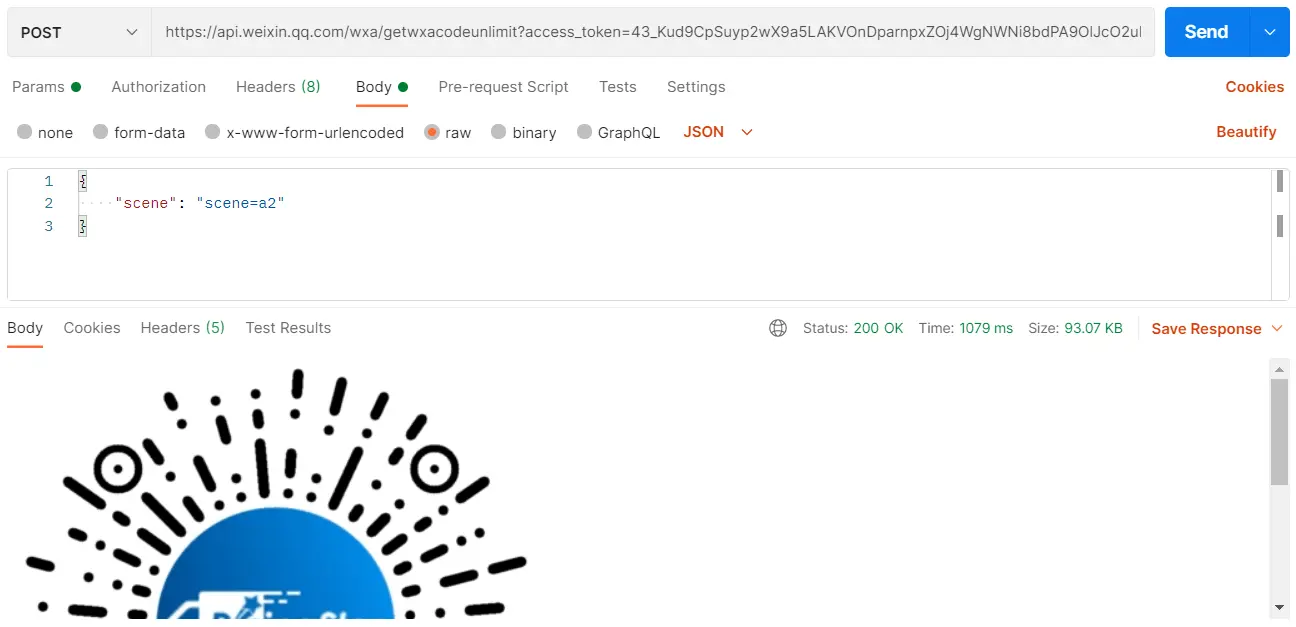 POST https://api.weixin.qq.com/wxa/getwxacodeunlimit?access_token=43_Kud9CpSuyp2wX9a5LAKVOnDparnpxZOj4WgNWNi8bdPA9OlJcO2ul Send
Params Authorization Headers (8) Body Pre-request Script Tests Settings Cookies
none form-data x-www-form-urlencoded raw binary GraphQL JSON Beautify
1 {
2 ····"scene": "scene=a2"
3 }
Body Cookies Headers (5) Test Results Status: 200 OK Time: 1079 ms Size: 93.07 KB Save Response